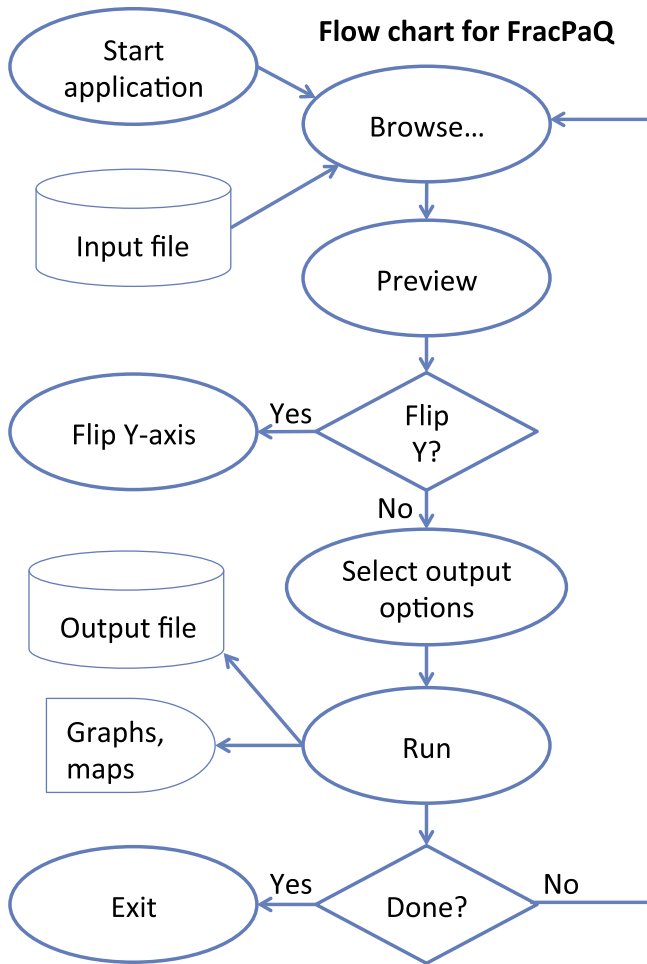 Flow chart for FracPaQ
Start
application
Browse...
Input file
Preview
Flip
Y?
Yes
Flip Y-axis
No
Select output
options
Output file
Graphs,
maps
Run
Done?
Yes
Exit
No